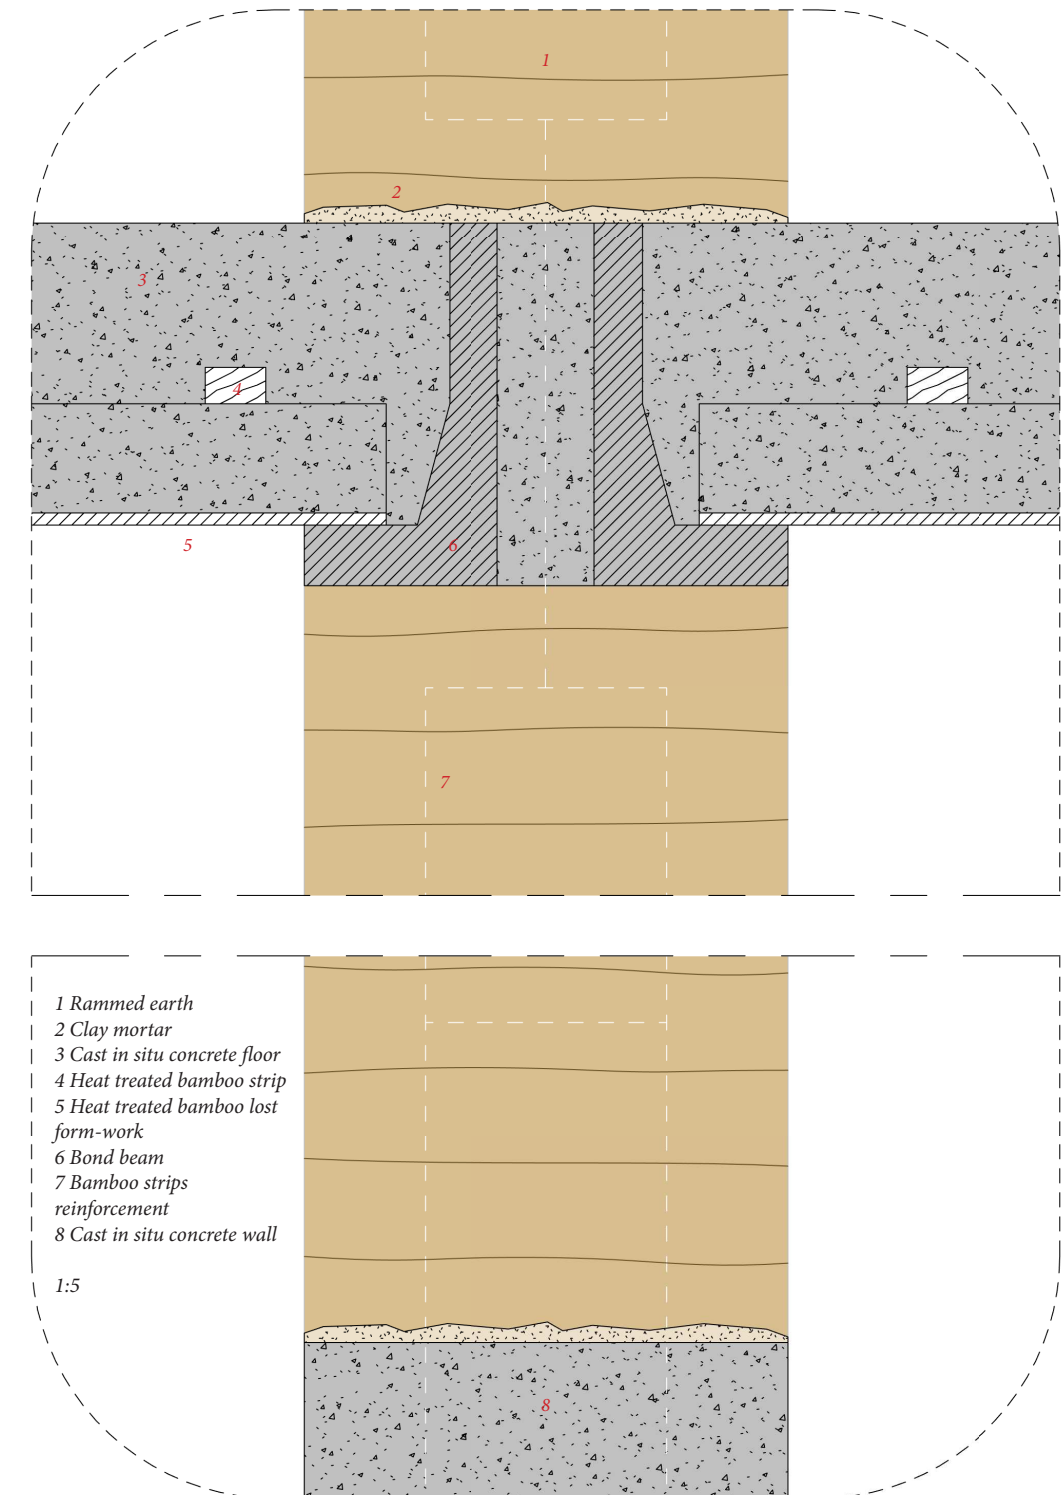 1
2
3
4
5
6
7
1 Rammed earth
2 Clay mortar
3 Cast in situ concrete floor
4 Heat treated bamboo strip
5 Heat treated bamboo lost
form-work
6 Bond beam
7 Bamboo strips
reinforcement
8 Cast in situ concrete wall
1:5
8